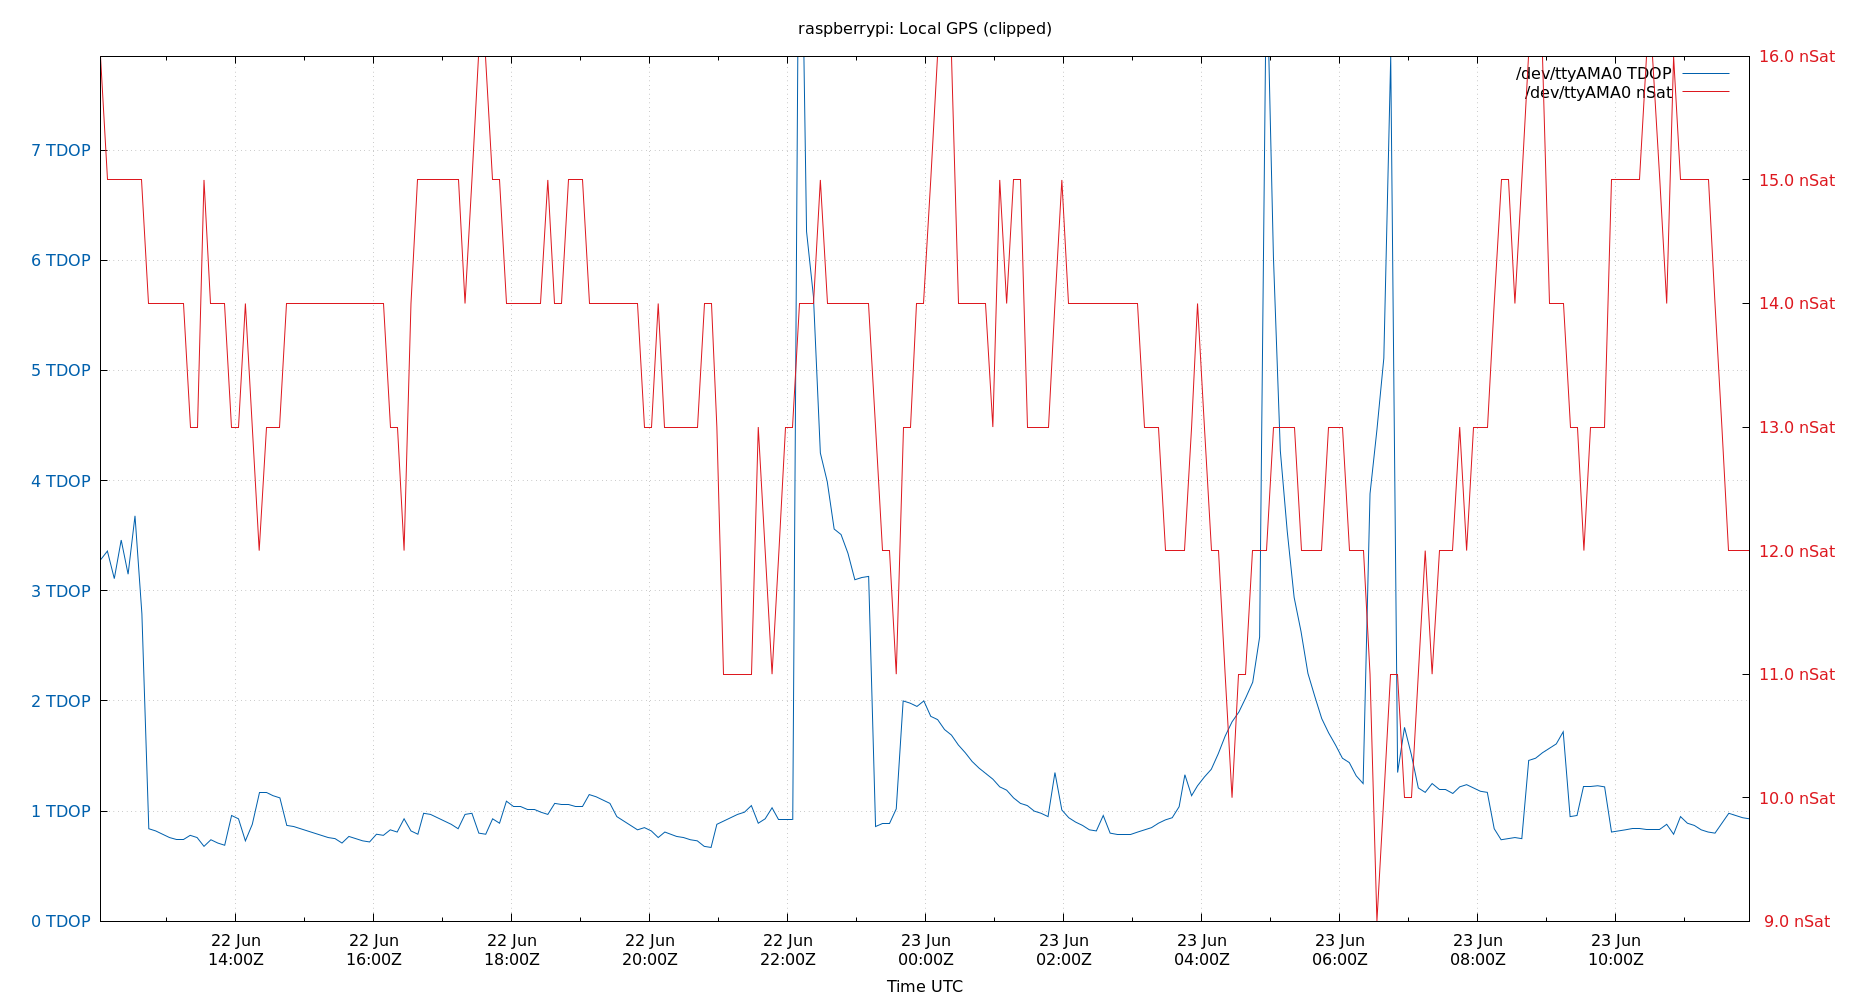 raspberrypi: Local GPS (clipped)
/dev/ttyAMA0 TDOP
/dev/ttyAMA0 nSat
7 TDOP
6 TDOP
5 TDOP
4 TDOP
3 TDOP
2 TDOP
1 TDOP
0 TDOP
16.0 nSat
15.0 nSat
14.0 nSat
13.0 nSat
12.0 nSat
11.0 nSat
10.0 nSat
9.0 nSat
22 Jun
14:00Z
22 Jun
16:00Z
22 Jun
18:00Z
22 Jun
20:00Z
22 Jun
22:00Z
23 Jun
00:00Z
23 Jun
02:00Z
23 Jun
04:00Z
23 Jun
06:00Z
23 Jun
08:00Z
23 Jun
10:00Z
Time UTC